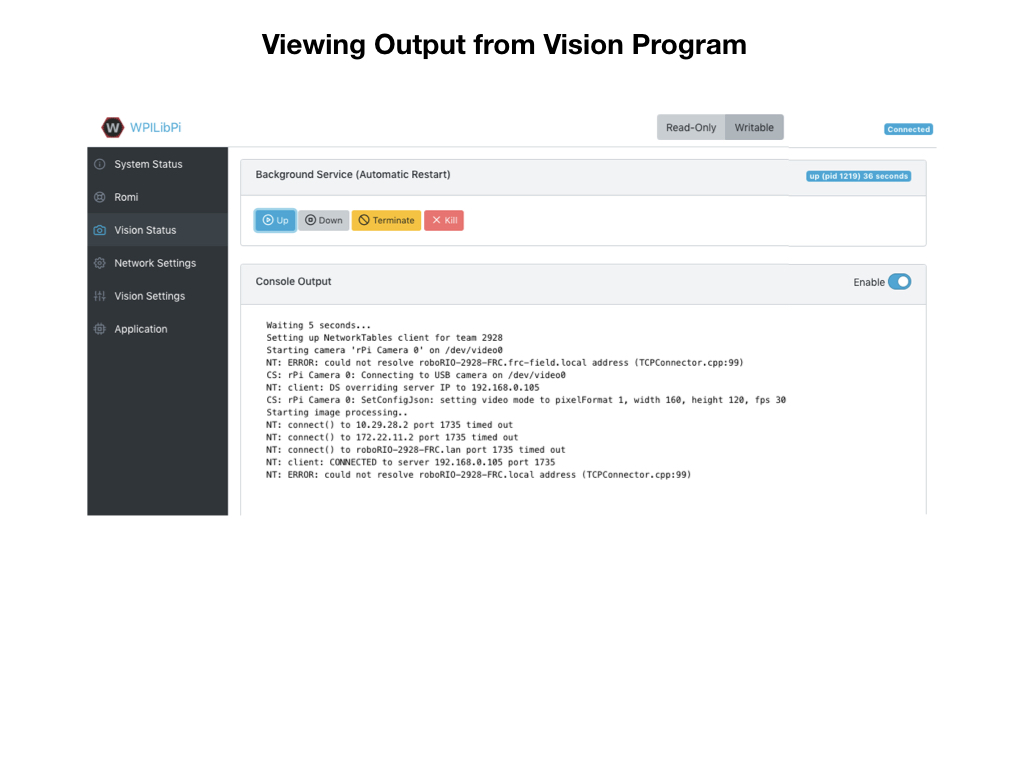 Viewing Output from Vision Program
W WPILibPi
Read-Only Writable
Connected
System Status
Romi
Vision Status
Network Settings
Vision Settings
Application
Background Service (Automatic Restart)
up (pid 1219) 36 seconds
Up Down Terminate Kill
Console Output
Enable
Waiting 5 seconds...
Setting up NetworkTables client for team 2928
Starting camera 'rPi Camera 0' on /dev/video0
NT: ERROR: could not resolve roboRIO-2928-FRC.frc-field.local address (TCPConnector.cpp:99)
CS: rPi Camera 0: Connecting to USB camera on /dev/video0
NT: client: DS overriding server IP to 192.168.0.105
CS: rPi Camera 0: SetConfigJson: setting video mode to pixelFormat 1, width 160, height 120, fps 30
Starting image processing..
NT: connect() to 10.29.28.2 port 1735 timed out
NT: connect() to 172.22.11.2 port 1735 timed out
NT: connect() to roboRIO-2928-FRC.lan port 1735 timed out
NT: client: CONNECTED to server 192.168.0.105 port 1735
NT: ERROR: could not resolve roboRIO-2928-FRC.local address (TCPConnector.cpp:99)